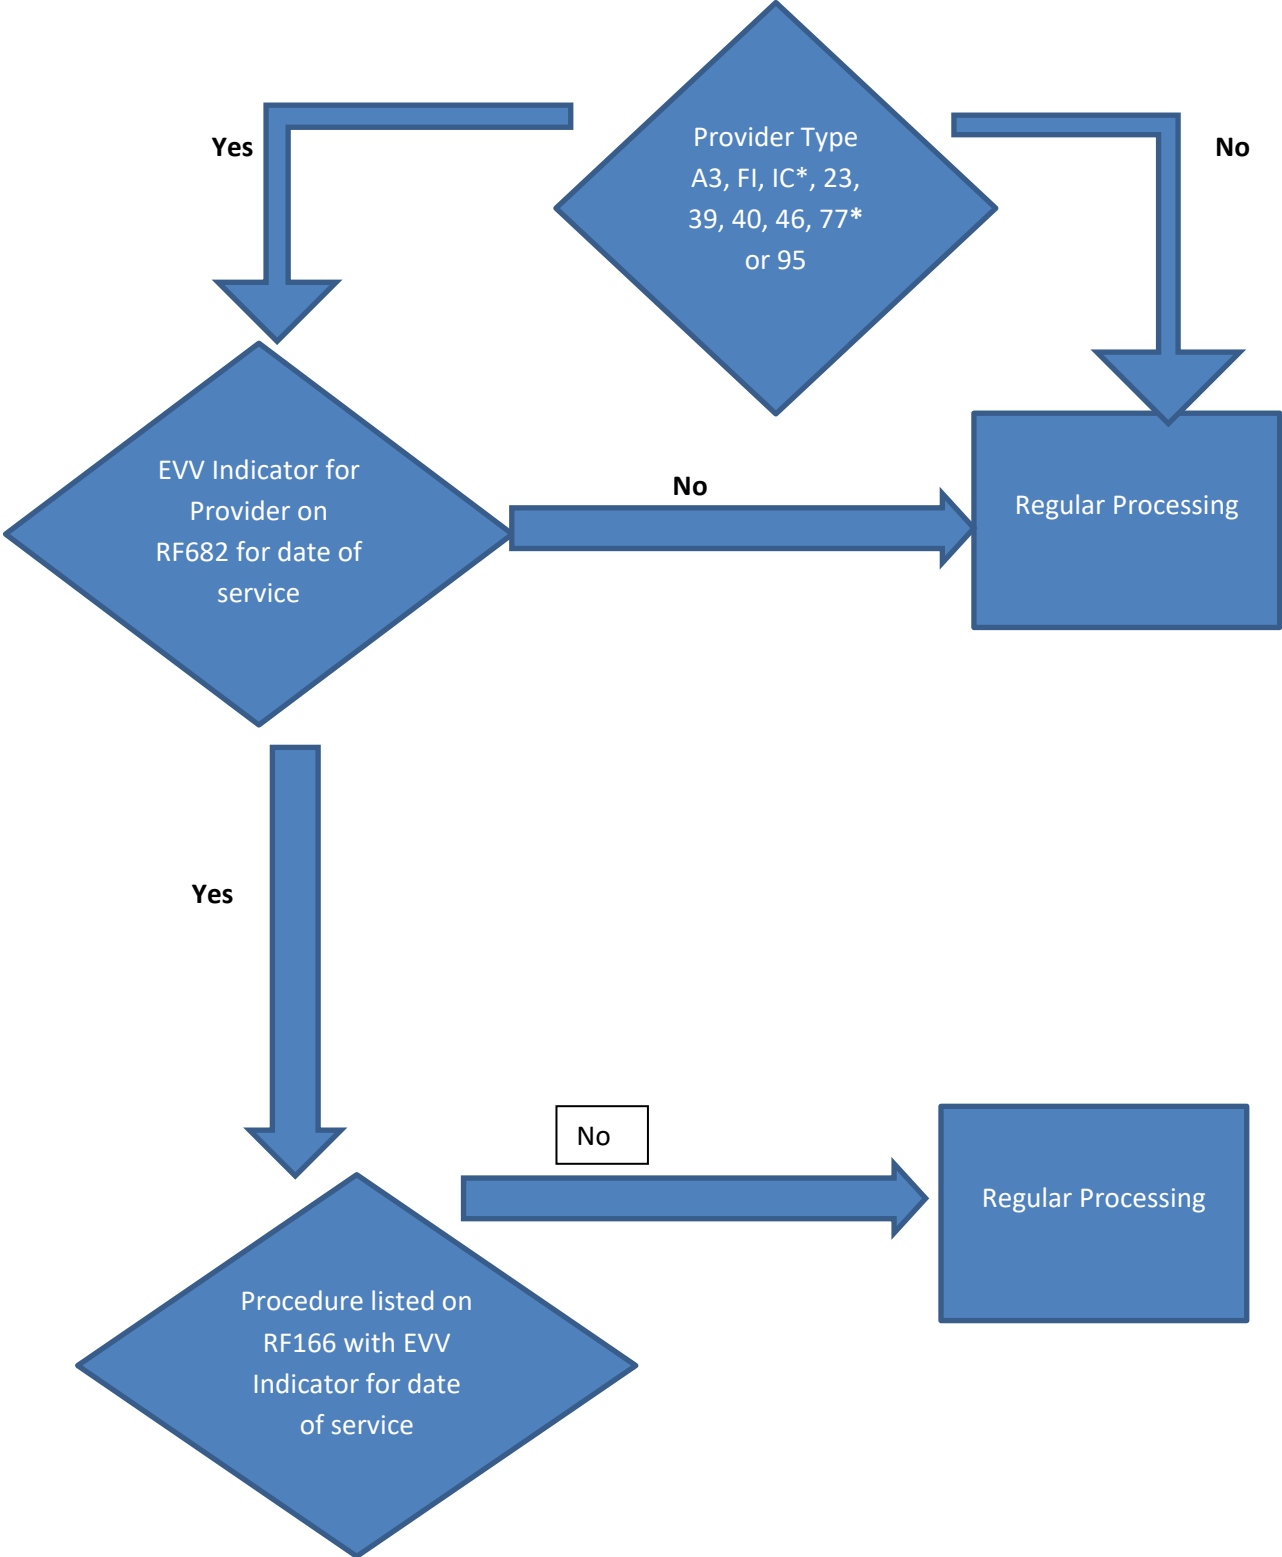 Provider Type
A3, FI, IC*, 23,
39, 40, 46, 77*
or 95
Yes
No
EVV Indicator for
Provider on
RF682 for date of
service
No
Regular Processing
Yes
No
Regular Processing
Procedure listed on
RF166 with EVV
Indicator for date
of service